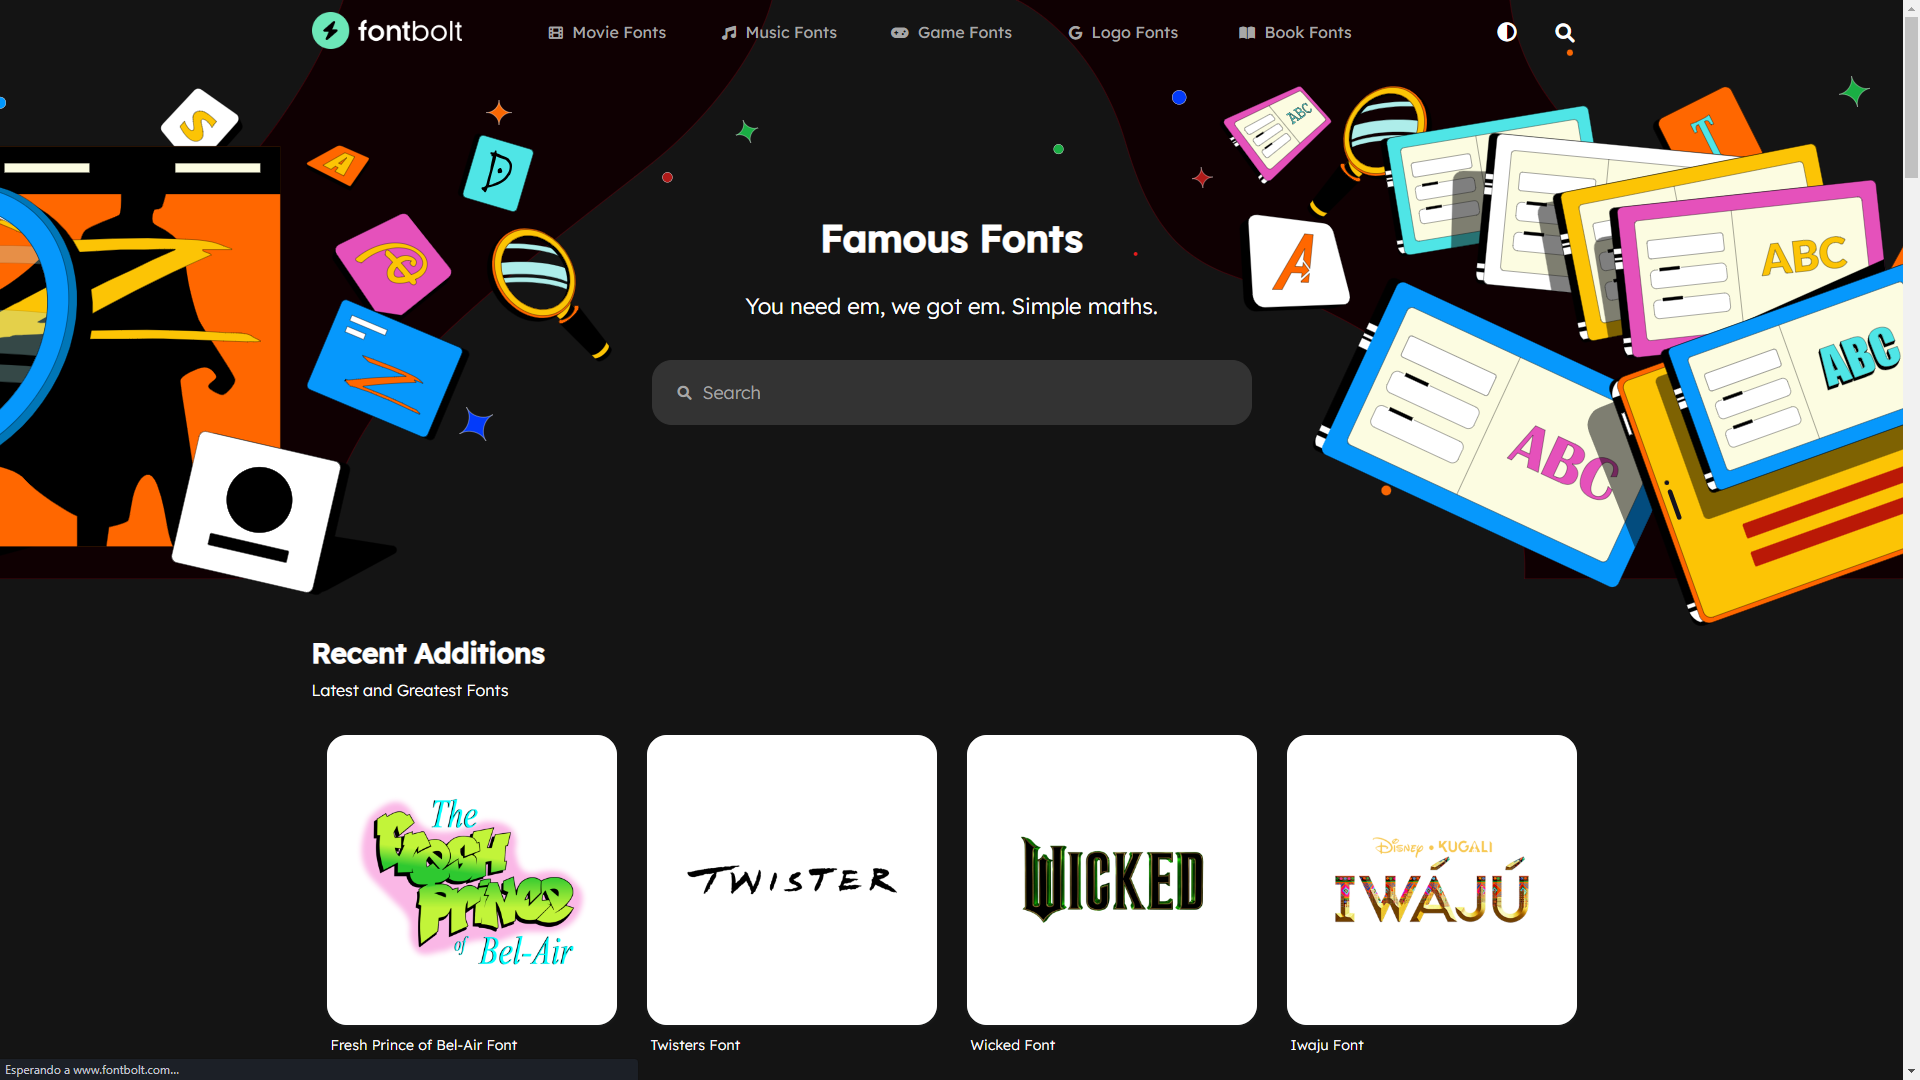 fontbolt
Movie Fonts
Music Fonts
Game Fonts
Logo Fonts
Book Fonts
S
A
P
D
Z
Z
ABC
A
T
ABC
ABC
ABC
Famous Fonts
You need em, we got em. Simple maths.
Search
Recent Additions
Latest and Greatest Fonts
The
Fresh
Prince
of Bel-Air
TWISTER
WICKED
Disney • KUGALI
IWÁJÚ
Fresh Prince of Bel-Air Font
Twisters Font
Wicked Font
Iwaju Font
Esperando a www.fontbolt.com...